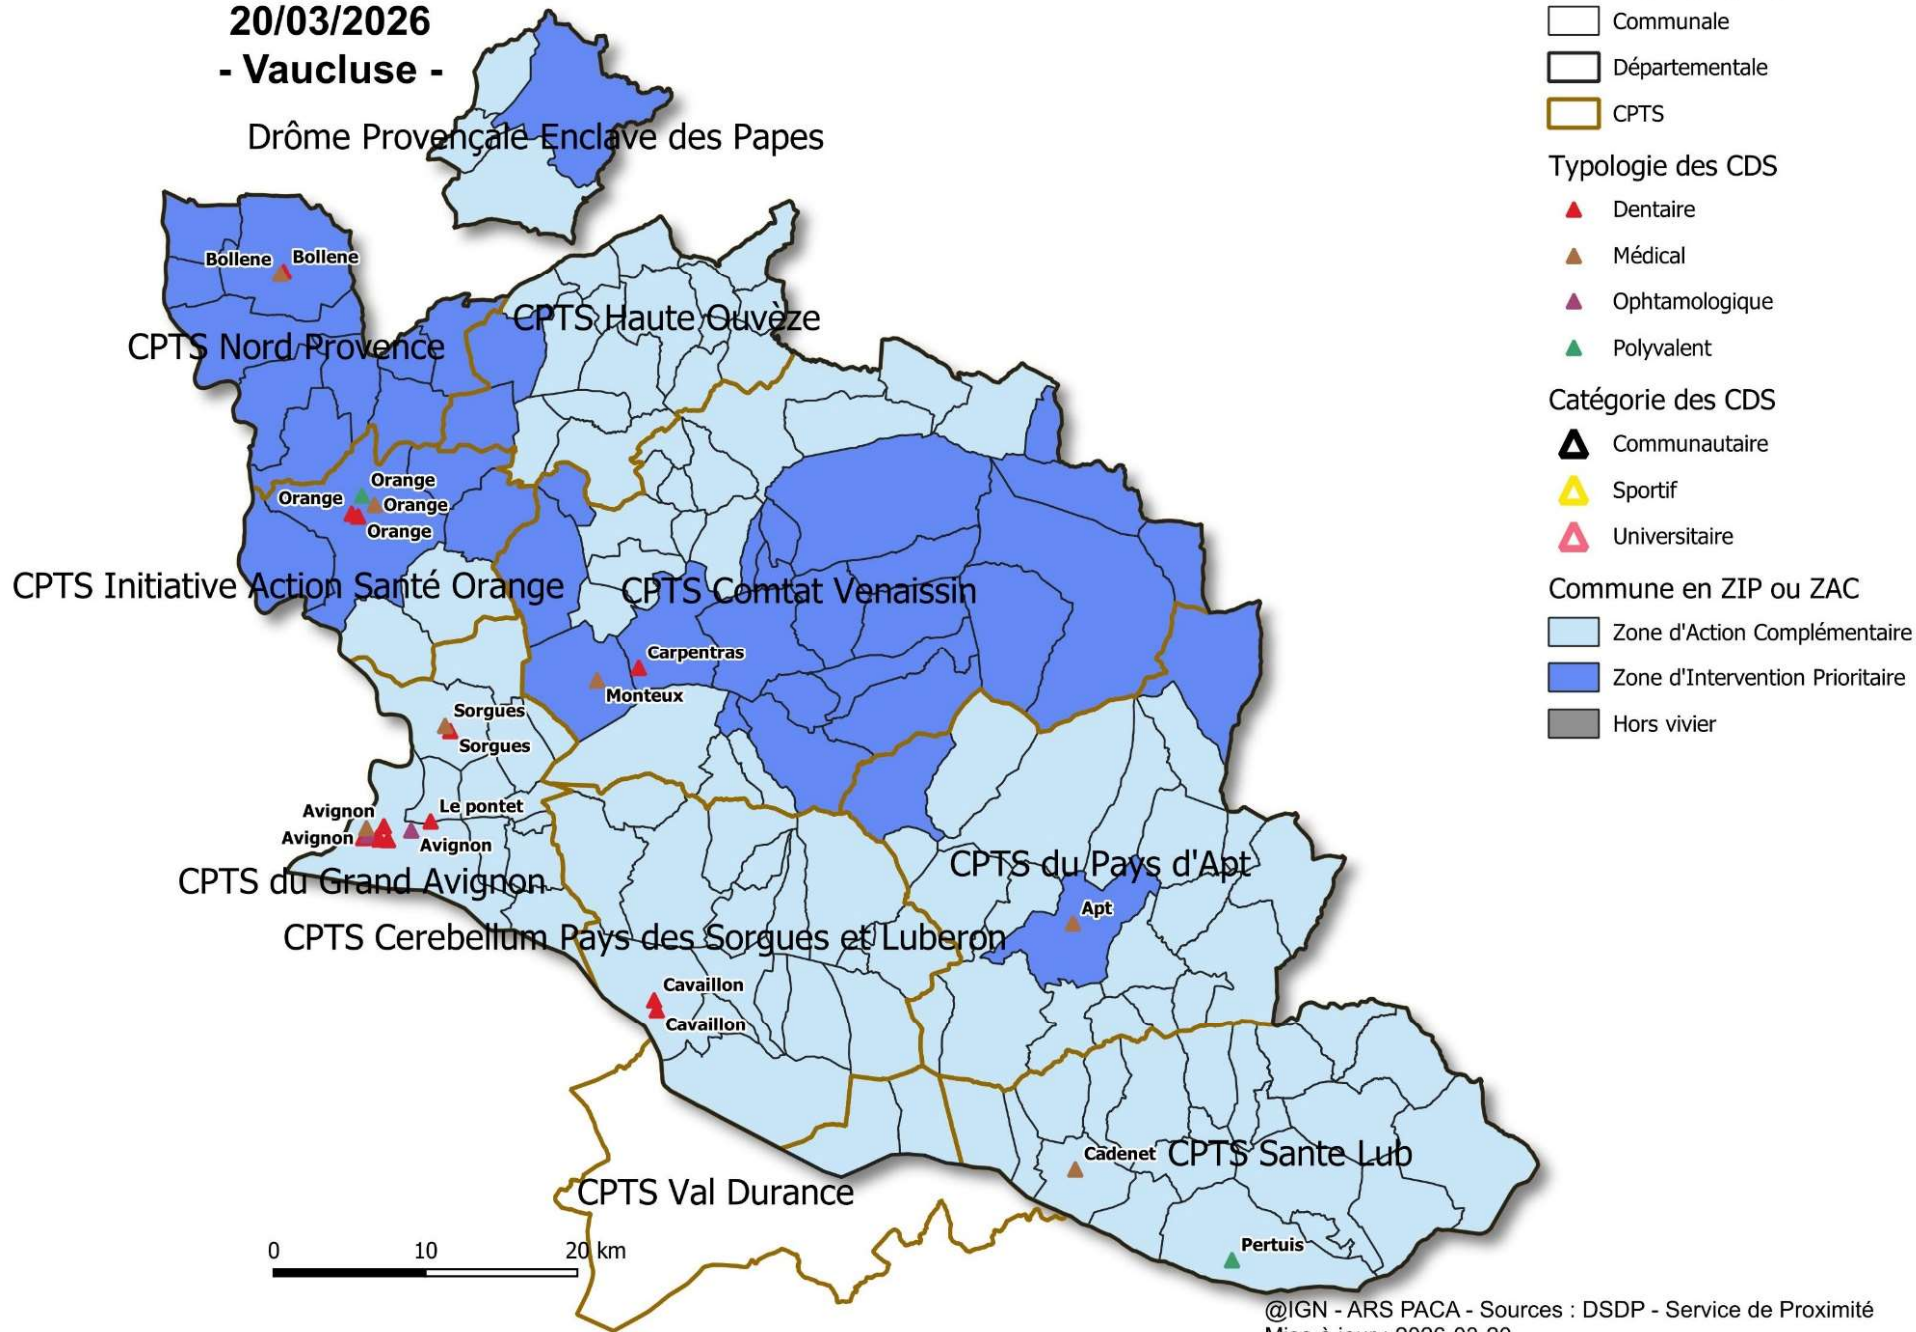 20/03/2026
- Vaucluse -
Drôme Provençale Enclave des Papes
Bollene
Bollene
CPTS Haute Ouvèze
CPTS Nord Provence
Orange
Orange
Orange
Orange
CPTS Initiative Action Santé Orange
CPTS Comtat Venaissin
Carpentras
Monteux
Sorgues
Sorgues
Le pontet
Avignon
Avignon
Avignon
CPTS du Pays d'Apt
CPTS du Grand Avignon
Apt
CPTS Cerebellum Pays des Sorgues et Luberon
Cavaillon
Cavaillon
Cadenet
CPTS Sante Lub
CPTS Val Durance
Pertuis
0 10 20 km
Communale
Départementale
CPTS
Typologie des CDS
Dentaire
Médical
Ophtamologique
Polyvalent
Catégorie des CDS
Communautaire
Sportif
Universitaire
Commune en ZIP ou ZAC
Zone d'Action Complémentaire
Zone d'Intervention Prioritaire
Hors vivier
@IGN - ARS PACA - Sources : DSDP - Service de Proximité
Mise à jour : 2026-03-20